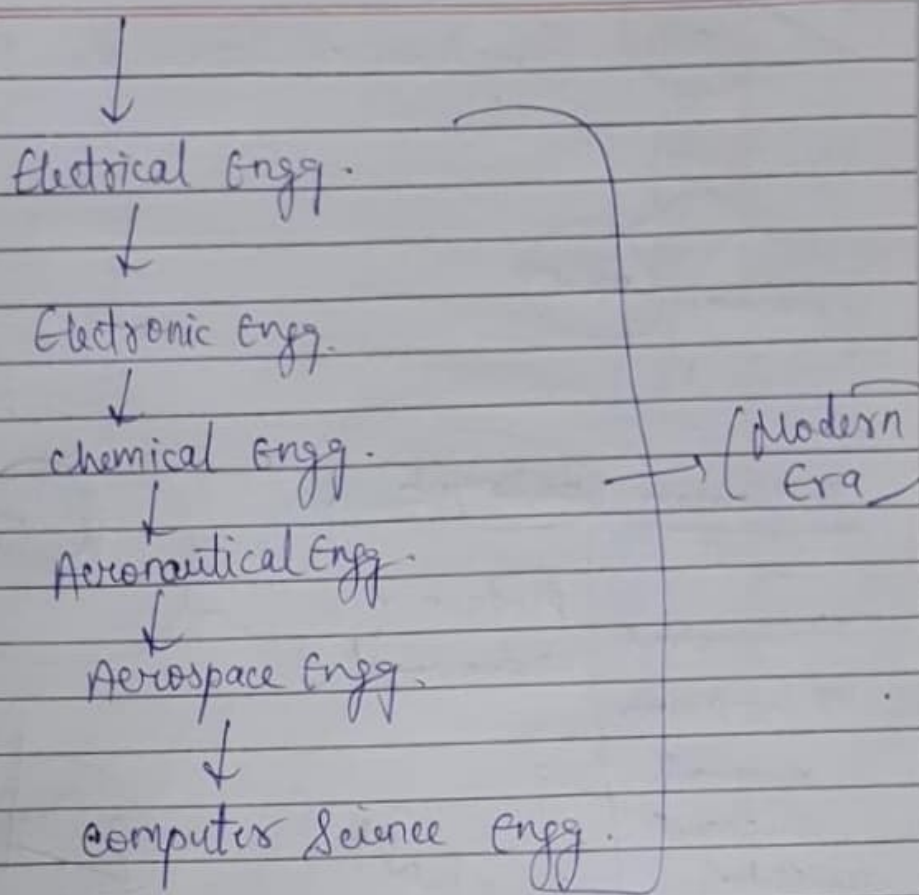 Electrical Engg.
Electronic Engg.
chemical Engg.
(Modern
Era
Aeronautical Engg.
Aerospace Engg.
Computer Science Engg.